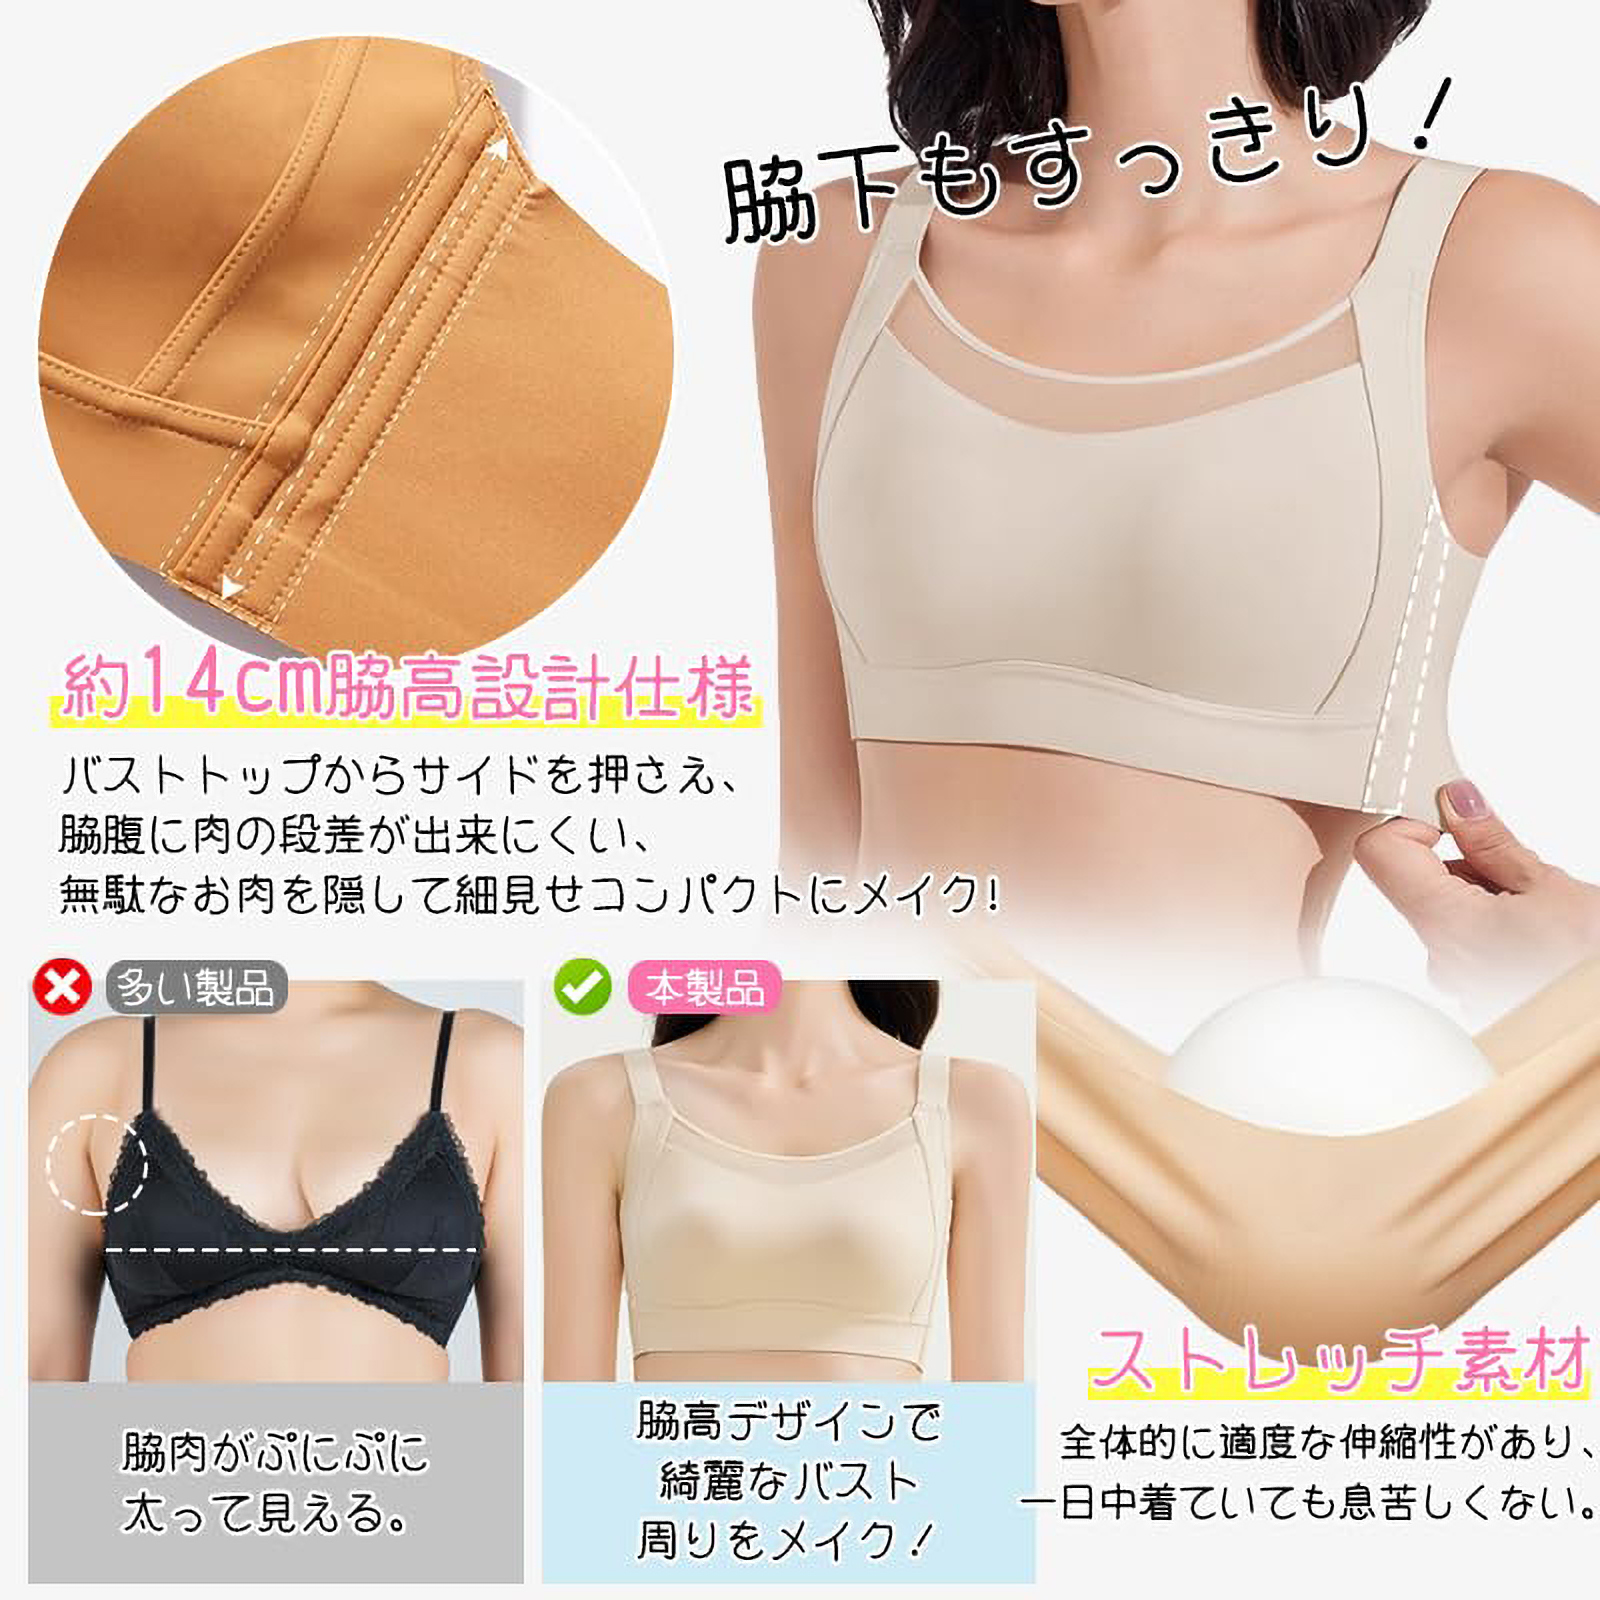 脇下もすっきり！
約14cm脇高設計仕様
バストトップからサイドを押さえ、
脇腹に肉の段差が出来にくい、
無駄なお肉を隠して細見せコンパクトにメイク!
多い製品
本製品
脇肉がぷにぷに
太って見える。
脇高デザインで
綺麗なバスト
周りをメイク！
ストレッチ素材
全体的に適度な伸縮性があり、
一日中着ていても息苦しくない。